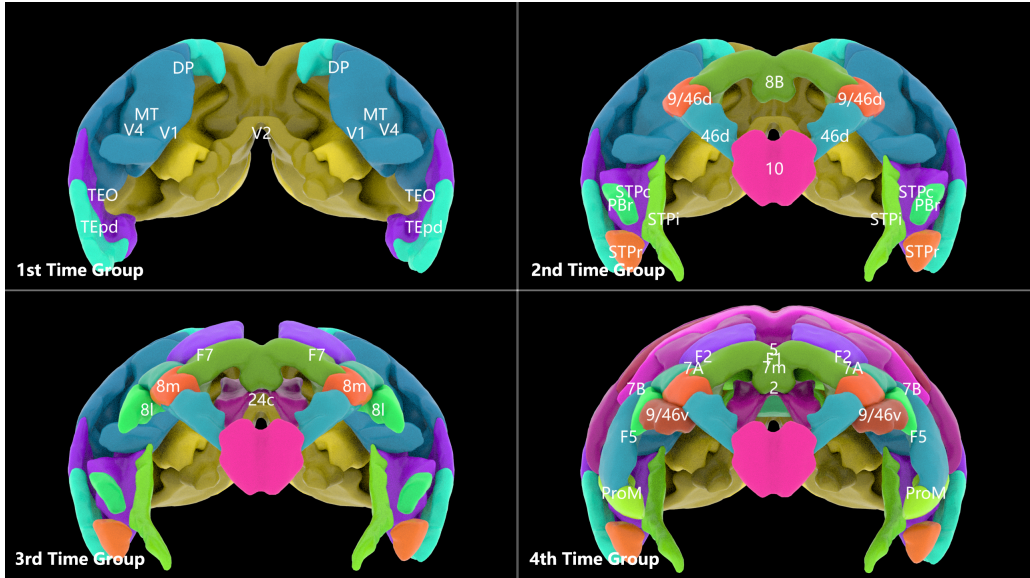 DP DP
MT MT
V4 V1 V2 V1 V4
TEO TEO
TEpd TEpd
1st Time Group
8B
9/46d 9/46d
46d 46d
10
STPc STPc
PBr PBr
STPi STPi
STPr STPr
2nd Time Group
F7 F7
8m 8m
24c
8l 8l
3rd Time Group
5
F2 F1 F2
7A 7m 7A
7B 2 7B
9/46v 9/46v
F5 F5
ProM ProM
4th Time Group